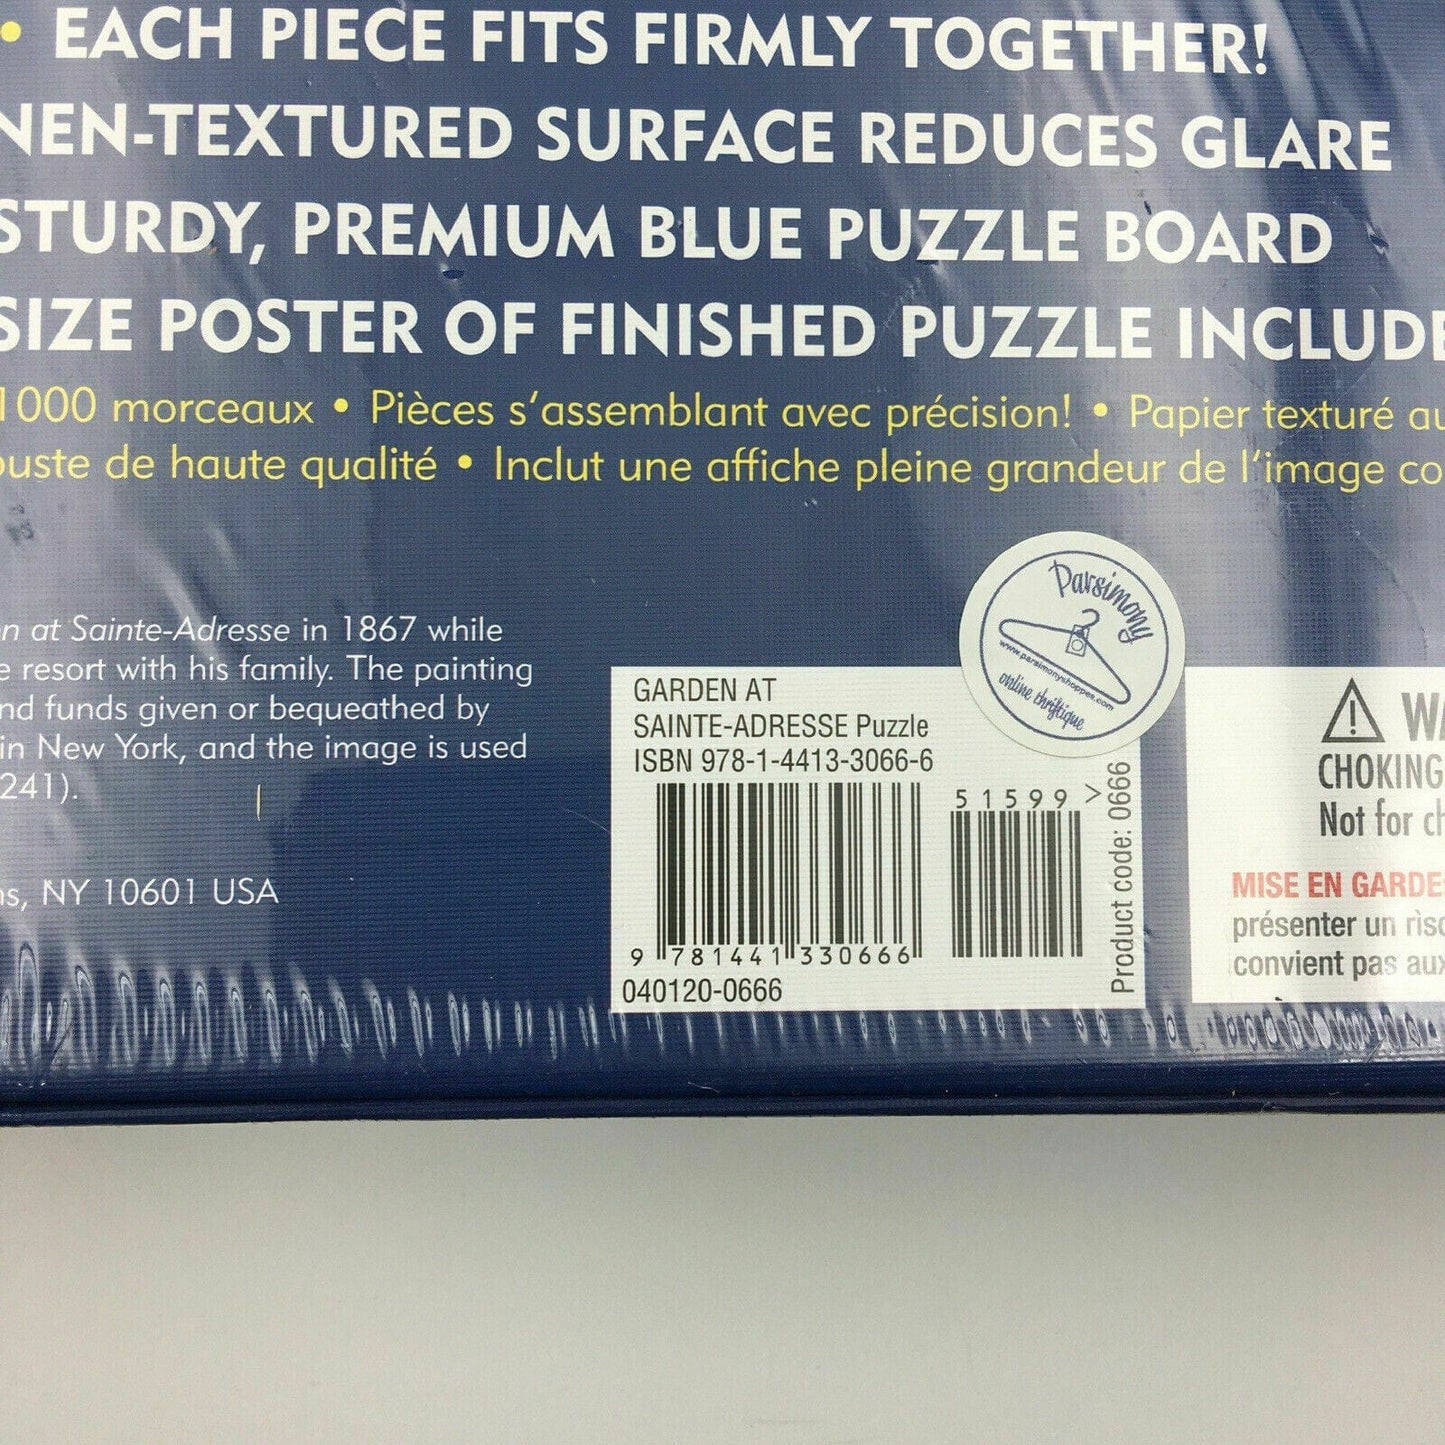 • EACH PIECE FITS FIRMLY TOGETHER!
NEN-TEXTURED SURFACE REDUCES GLARE
STURDY, PREMIUM BLUE PUZZLE BOARD
SIZE POSTER OF FINISHED PUZZLE INCLUDE
1000 morceaux • Pièces s'assemblant avec précision! • Papier texturé au
uste de haute qualité • Inclut une affiche pleine grandeur de l'image co
n at Sainte-Adresse in 1867 while
e resort with his family. The painting
nd funds given or bequeathed by
in New York, and the image is used
241).
ns, NY 10601 USA
Parsimony
www.parsimonyshoppes.com
online thriftique
GARDEN AT
SAINTE-ADRESSE Puzzle
ISBN 978-1-4413-3066-6
51599 >
9 781441 330666
040120-0666
Product code: 0666
WA
CHOKING
Not for ch
MISE EN GARDE
présenter un risq
convient pas aux